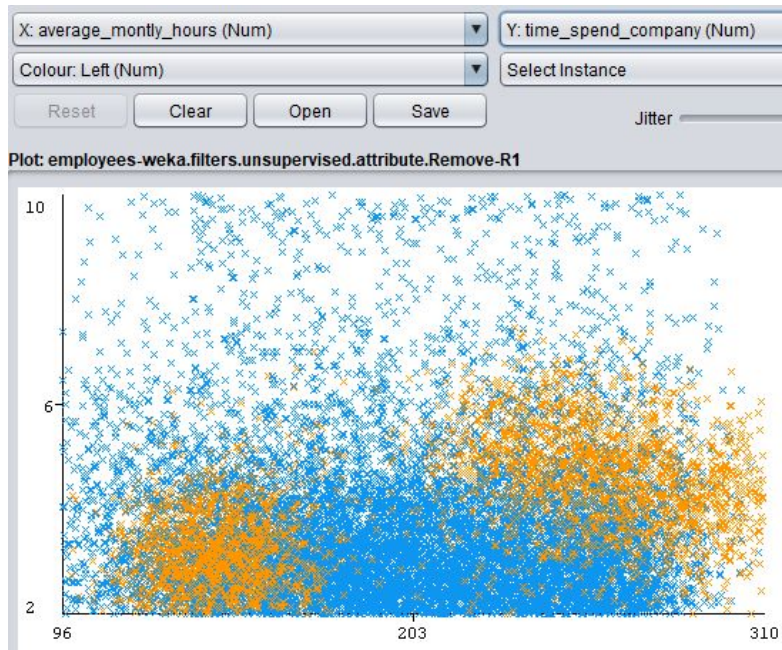 X: average_montly_hours (Num) Y: time_spend_company (Num)
Colour: Left (Num) Select Instance
Reset Clear Open Save Jitter
Plot: employees-weka.filters.unsupervised.attribute.Remove-R1
10
6
2
96 203 310